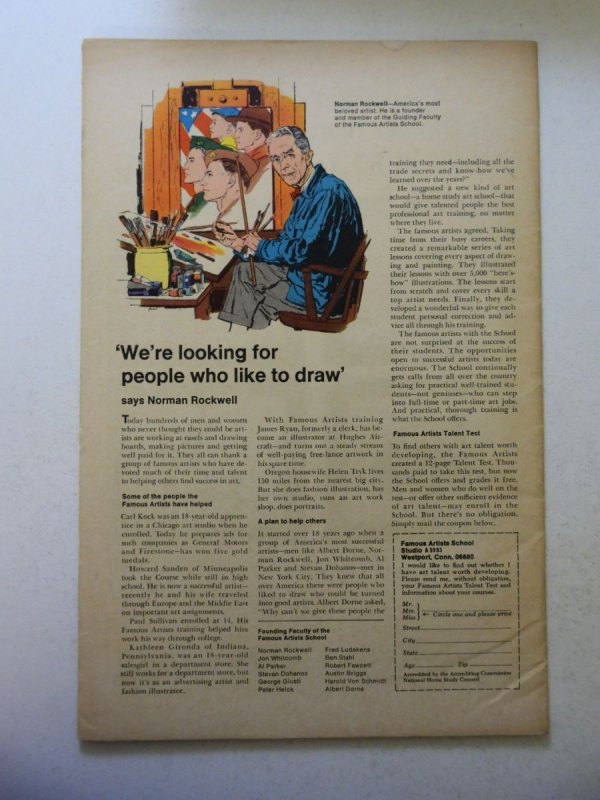 Norman Rockwell—America's most
beloved artist. He is a founder
and member of the Guiding Faculty
of the Famous Artists School.
'We're looking for
people who like to draw'
says Norman Rockwell
Today hundreds of men and women
who never thought they could be art-
ists are working at easels and drawing
boards, making pictures and getting
well paid for it. They all can thank a
group of famous artists who have de-
voted much of their time and talent
to helping others find success in art.
Some of the people the
Famous Artists have helped
Carl Kock was an 18-year-old appren-
tice in a Chicago art studio when he
enrolled. Today he prepares ads for
such companies as General Motors
and Firestone—has won five gold
medals.
Howard Sanden of Minneapolis
took the Course while still in high
school. He is now a successful artist—
recently he and his wife traveled
through Europe and the Middle East
on important art assignments.
Paul Sullivan enrolled at 14. His
Famous Artists training helped him
work his way through college.
Kathleen Gironda of Indiana,
Pennsylvania, was an 18-year-old
salesgirl in a department store. She
still works for a department store, but
now it's as an advertising artist and
fashion illustrator.
With Famous Artists training
James Ryan, formerly a clerk, has be-
come an illustrator at Hughes Air-
craft—and turns out a steady stream
of well-paying free-lance artwork in
his spare time.
Oregon housewife Helen Tryk lives
150 miles from the nearest big city.
But she does fashion illustration, has
her own studio, runs an art work
shop, does portraits.
A plan to help others
It started over 18 years ago when a
group of America's most successful
artists—men like Albert Dorne, Nor-
man Rockwell, Jon Whitcomb, Al
Parker and Stevan Dohanos—met in
New York City. They knew that all
over America there were people who
liked to draw who could be turned
into good artists. Albert Dorne asked,
"Why can't we give these people the
Founding Faculty of the
Famous Artists School
Norman Rockwell
Jon Whitcomb
Al Parker
Stevan Dohanos
George Giusti
Peter Helck
Fred Ludekens
Ben Stahl
Robert Fawcett
Austin Briggs
Harold Von Schmidt
Albert Dorne
training they need—including all the
trade secrets and know-how we've
learned over the years?"
He suggested a new kind of art
school—a home study art school—that
would give talented people the best
professional art training, no matter
where they live.
The famous artists agreed. Taking
time from their busy careers, they
created a remarkable series of art
lessons covering every aspect of draw-
ing and painting. They illustrated
their lessons with over 5,000 "here's-
how" illustrations. The lessons start
from scratch and cover every skill a
top artist needs. Finally, they de-
veloped a wonderful way to give each
student personal correction and ad-
vice all through his training.
The famous artists with the School
are not surprised at the success of
their students. The opportunities
open to successful artists today are
enormous. The School continually
gets calls from all over the country
asking for practical well-trained stu-
dents—not geniuses—who can step
into full-time or part-time art jobs.
And practical, thorough training is
what the School offers.
Famous Artists Talent Test
To find others with art talent worth
developing, the Famous Artists
created a 12-page Talent Test. Thou-
sands paid to take this test, but now
the School offers and grades it free.
Men and women who do well on the
test—or offer other sufficient evidence
of art talent—may enroll in the
School. But there's no obligation.
Simply mail the coupon below.
Famous Artists School
Studio
Westport, Conn. 06880
I would like to find out whether I
have art talent worth developing.
Please send me, without obligation,
your Famous Artists Talent Test and
information about your courses.
Mr.
Mrs. ← Circle one and please print
Miss
Street
City
State
Age Zip
Accredited by the Accrediting Commission
National Home Study Council